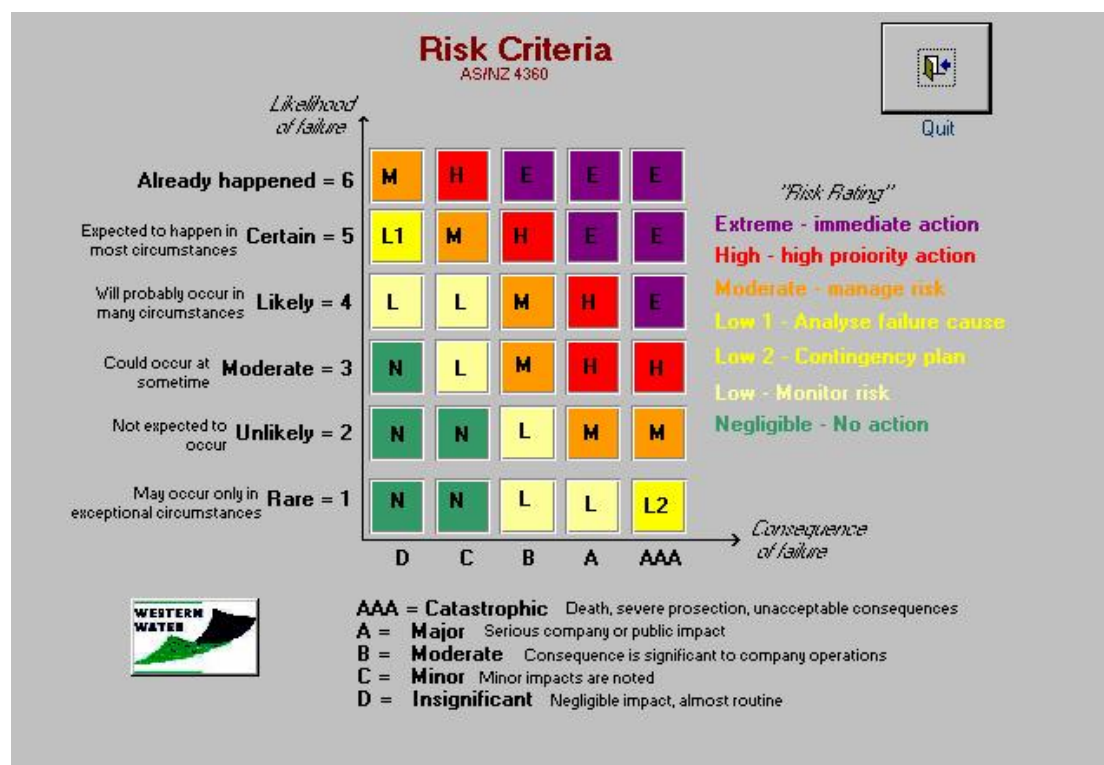 Risk Criteria
AS/NZ 4360
Quit
Likelihood
of failure
Already happened = 6 M H E E E
Expected to happen in
most circumstances Certain = 5 L1 M H E E
Will probably occur in
many circumstances Likely = 4 L L M H E
Could occur at
sometime Moderate = 3 N L M H H
Not expected to
occur Unlikely = 2 N N L M M
May occur only in
exceptional circumstances Rare = 1 N N L L L2
D C B A AAA
Consequence
of failure
"Risk Rating"
Extreme - immediate action
High - high proiority action
Moderate - manage risk
Low 1 - Analyse failure cause
Low 2 - Contingency plan
Low - Monitor risk
Negligible - No action
WESTERN
WATER
AAA = Catastrophic Death, severe prosection, unacceptable consequences
A = Major Serious company or public impact
B = Moderate Consequence is significant to company operations
C = Minor Minor impacts are noted
D = Insignificant Negligible impact, almost routine